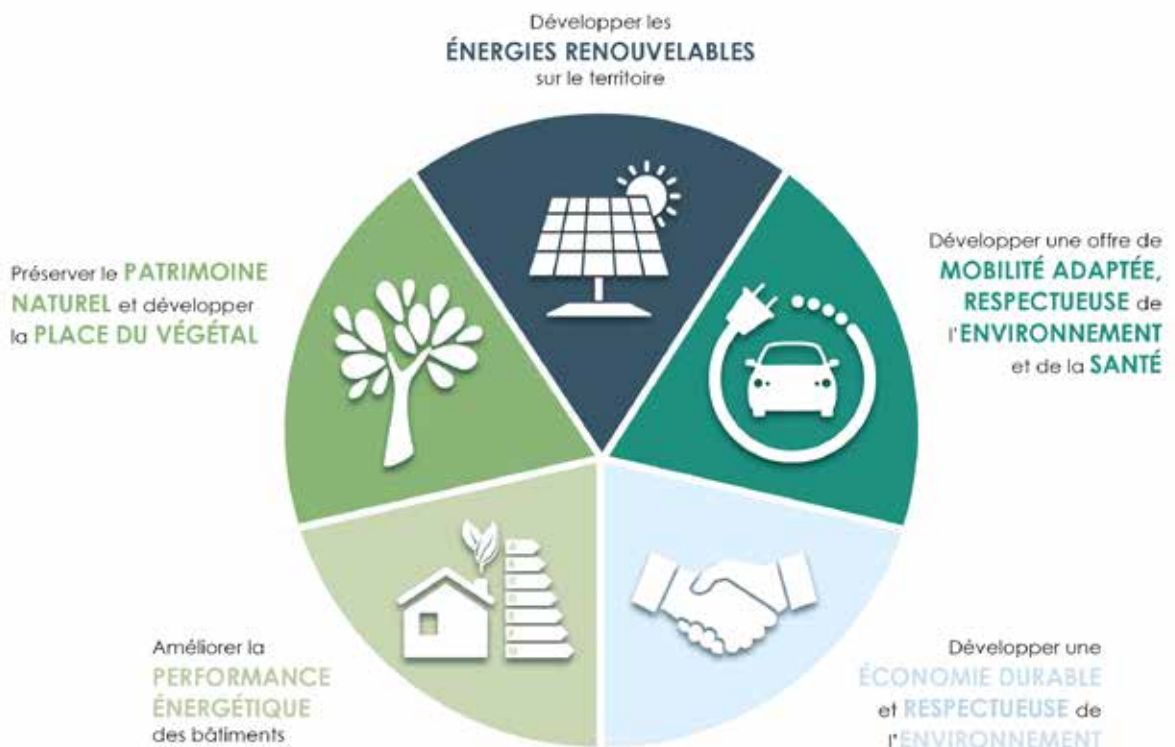 Développer les
ÉNERGIES RENOUVELABLES
sur le territoire
Préserver le PATRIMOINE
NATUREL et développer
la PLACE DU VÉGÉTAL
Développer une offre de
MOBILITÉ ADAPTÉE,
RESPECTUEUSE de
l'ENVIRONNEMENT
et de la SANTÉ
Améliorer la
PERFORMANCE
ÉNERGÉTIQUE
des bâtiments
Développer une
ÉCONOMIE DURABLE
et RESPECTUEUSE de
l'ENVIRONNEMENT